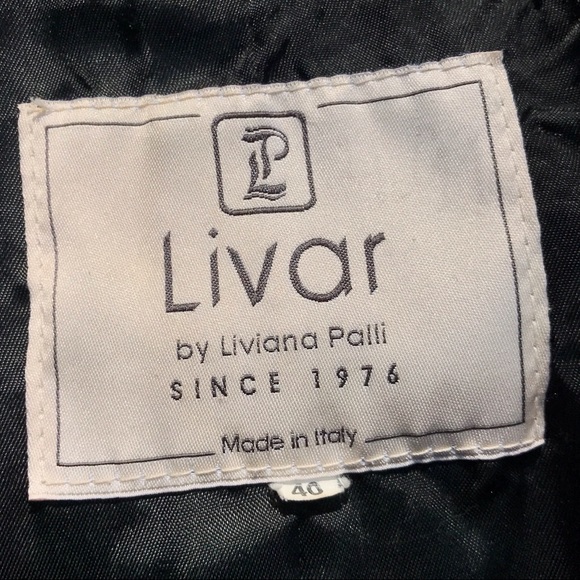 LP
Livar
by Liviana Palli
SINCE 1976
Made in Italy
46